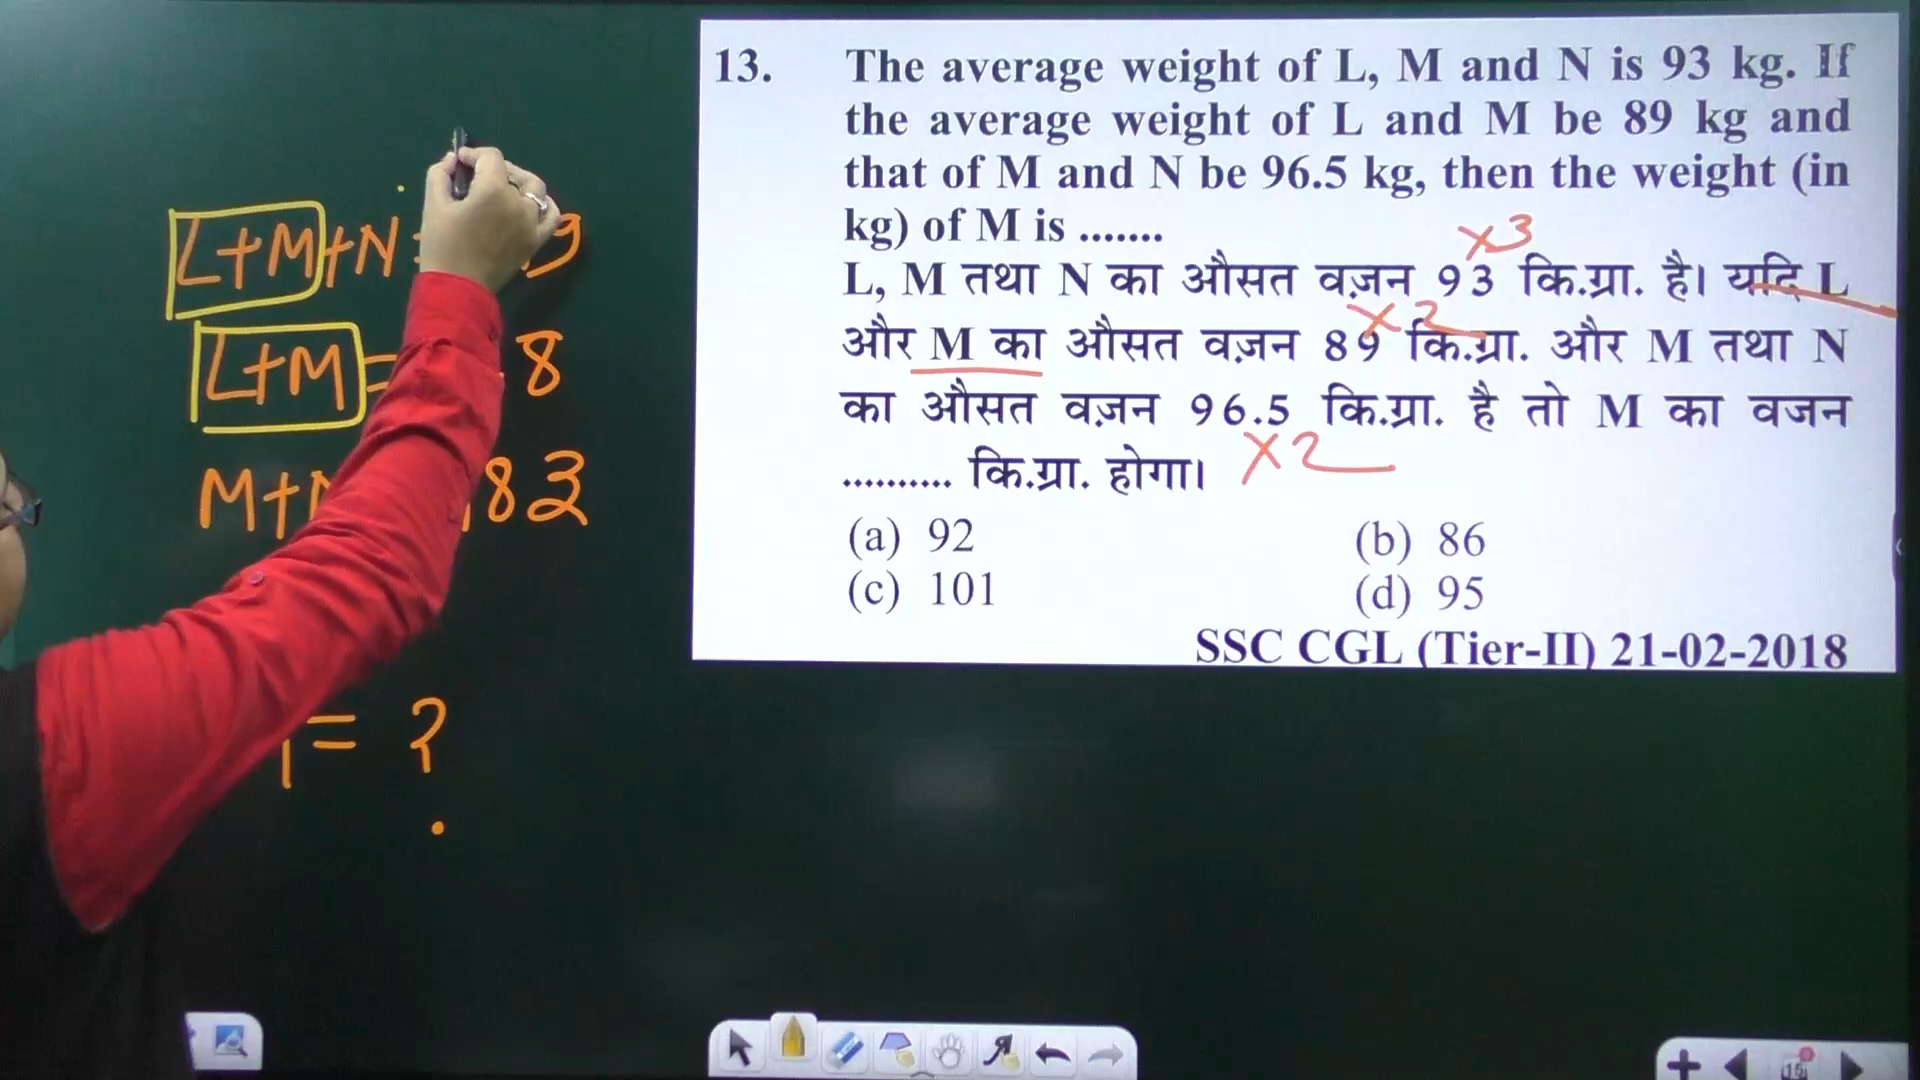 L+M+N =
L+M = 8
M+ 83
= ?
13. The average weight of L, M and N is 93 kg. If
the average weight of L and M be 89 kg and
that of M and N be 96.5 kg, then the weight (in
kg) of M is .......
×3
L, M तथा N का औसत वज़न 93 कि.ग्रा. है। यदि L
×2
और M का औसत वज़न 89 कि.ग्रा. और M तथा N
का औसत वज़न 96.5 कि.ग्रा. है तो M का वजन
.......... कि.ग्रा. होगा। ×2
(a) 92 (b) 86
(c) 101 (d) 95
SSC CGL (Tier-II) 21-02-2018